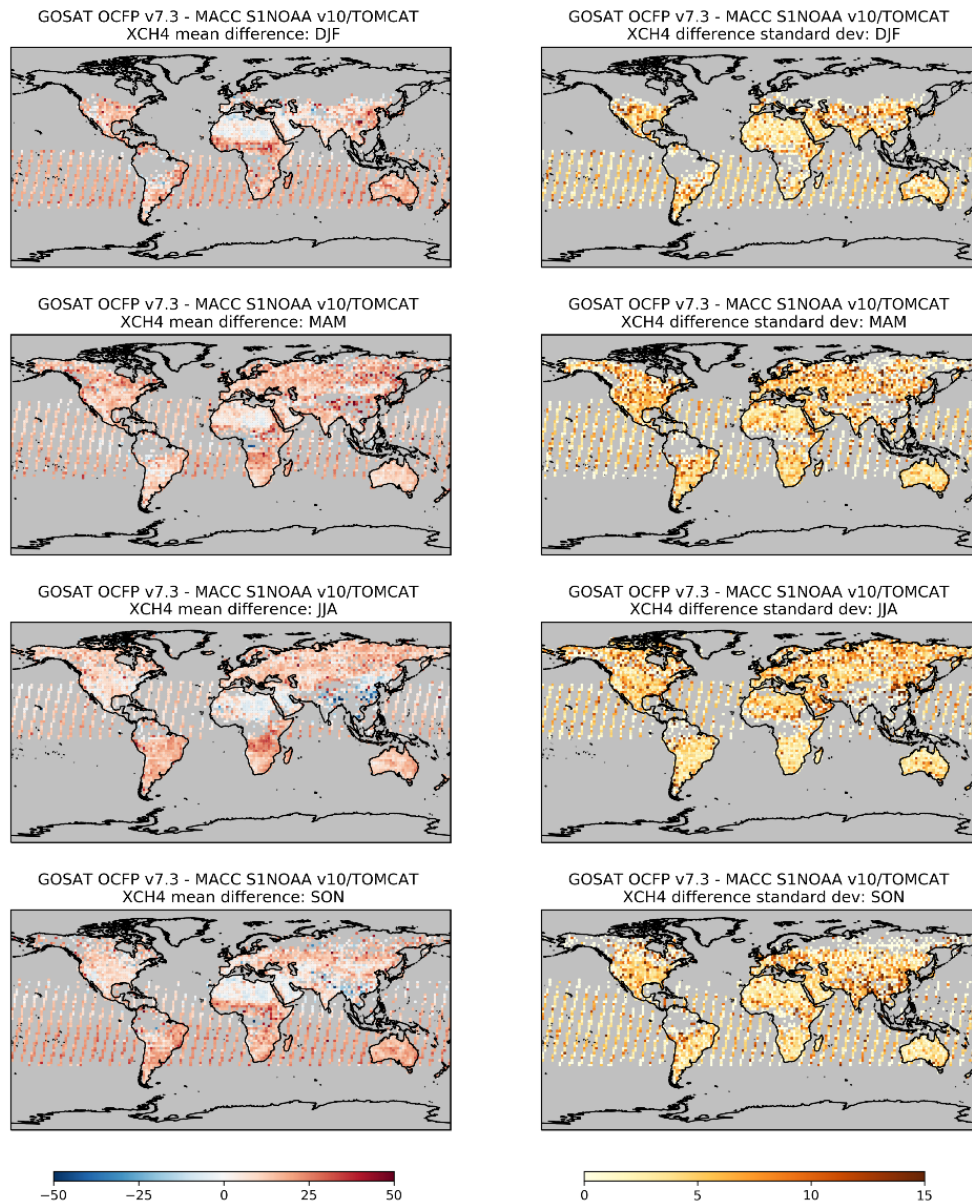 GOSAT OCFP v7.3 - MACC S1NOAA v10/TOMCAT
XCH4 mean difference: DJF
GOSAT OCFP v7.3 - MACC S1NOAA v10/TOMCAT
XCH4 difference standard dev: DJF
GOSAT OCFP v7.3 - MACC S1NOAA v10/TOMCAT
XCH4 mean difference: MAM
GOSAT OCFP v7.3 - MACC S1NOAA v10/TOMCAT
XCH4 difference standard dev: MAM
GOSAT OCFP v7.3 - MACC S1NOAA v10/TOMCAT
XCH4 mean difference: JJA
GOSAT OCFP v7.3 - MACC S1NOAA v10/TOMCAT
XCH4 difference standard dev: JJA
GOSAT OCFP v7.3 - MACC S1NOAA v10/TOMCAT
XCH4 mean difference: SON
GOSAT OCFP v7.3 - MACC S1NOAA v10/TOMCAT
XCH4 difference standard dev: SON
−50 −25 0 25 50
0 5 10 15